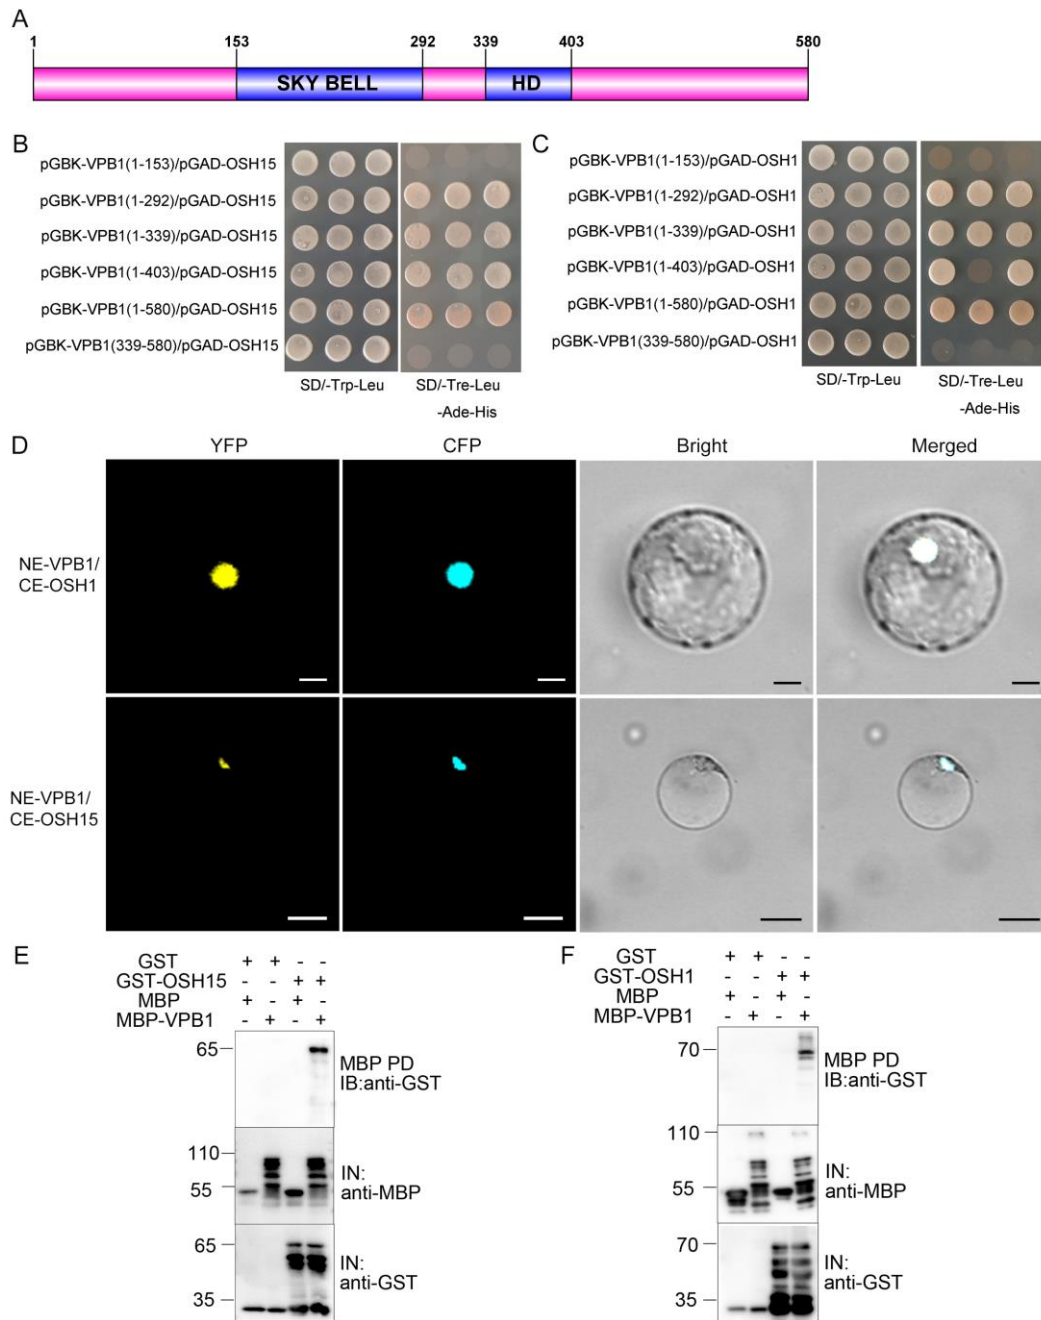 A
1 153 292 339 403 580
SKY BELL HD
B
pGBK-VPB1(1-153)/pGAD-OSH15
pGBK-VPB1(1-292)/pGAD-OSH15
pGBK-VPB1(1-339)/pGAD-OSH15
pGBK-VPB1(1-403)/pGAD-OSH15
pGBK-VPB1(1-580)/pGAD-OSH15
pGBK-VPB1(339-580)/pGAD-OSH15
SD/-Trp-Leu SD/-Tre-Leu
-Ade-His
C
pGBK-VPB1(1-153)/pGAD-OSH1
pGBK-VPB1(1-292)/pGAD-OSH1
pGBK-VPB1(1-339)/pGAD-OSH1
pGBK-VPB1(1-403)/pGAD-OSH1
pGBK-VPB1(1-580)/pGAD-OSH1
pGBK-VPB1(339-580)/pGAD-OSH1
SD/-Trp-Leu SD/-Tre-Leu
-Ade-His
D
YFP CFP Bright Merged
NE-VPB1/
CE-OSH1
NE-VPB1/
CE-OSH15
E
GST + + - -
GST-OSH15 - - + +
MBP + - + -
MBP-VPB1 - + - +
65
MBP PD
IB:anti-GST
110
55
IN:
anti-MBP
65
35
IN:
anti-GST
F
GST + + - -
GST-OSH1 - - + +
MBP + - + -
MBP-VPB1 - + - +
70
MBP PD
IB:anti-GST
110
55
IN:
anti-MBP
70
35
IN:
anti-GST